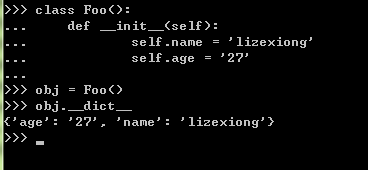 >>> class Foo():
...     def __init__(self):
...             self.name = 'lizexiong'
...             self.age = '27'
...
>>> obj = Foo()
>>> obj.__dict__
{'age': '27', 'name': 'lizexiong'}
>>> _